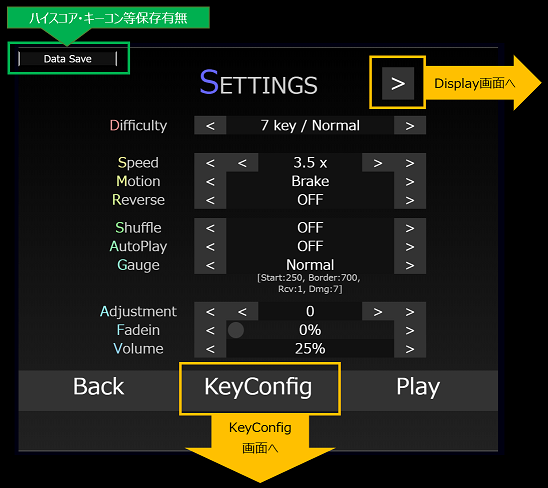 ハイスコア・キーコン等保存有無
Data Save
SETTINGS
>
Display画面へ
Difficulty < 7 key / Normal >
Speed < < 3.5 x > >
Motion < Brake >
Reverse < OFF >
Shuffle < OFF >
AutoPlay < OFF >
Gauge < Normal >
[Start:250, Border:700,
Rcv:1, Dmg:7]
Adjustment < < 0 > >
Fadein < 0% >
Volume < 25% >
Back KeyConfig Play
KeyConfig
画面へ